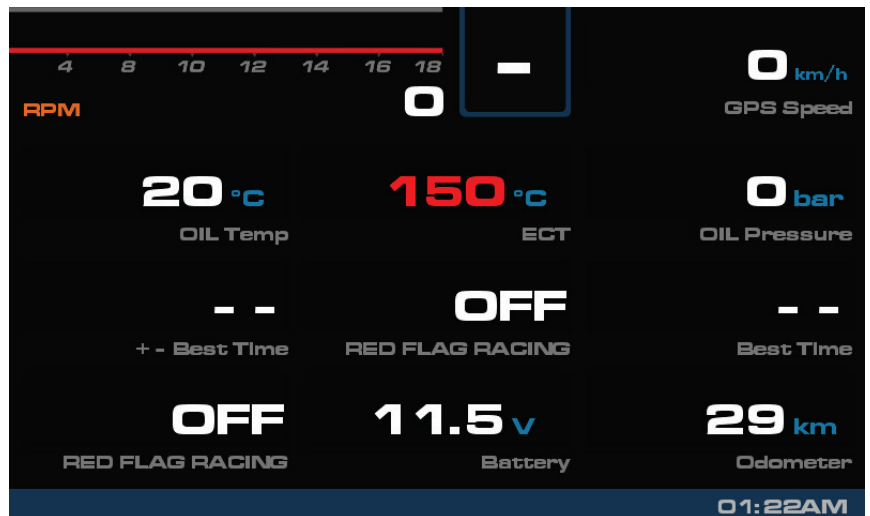 4 8 10 12 14 16 18
RPM 0 - 0 km/h
GPS Speed
20 °C 150 °C 0 bar
OIL Temp ECT OIL Pressure
- - OFF - -
+ - Best Time RED FLAG RACING Best Time
OFF 11.5 V 29 km
RED FLAG RACING Battery Odometer
01:22AM